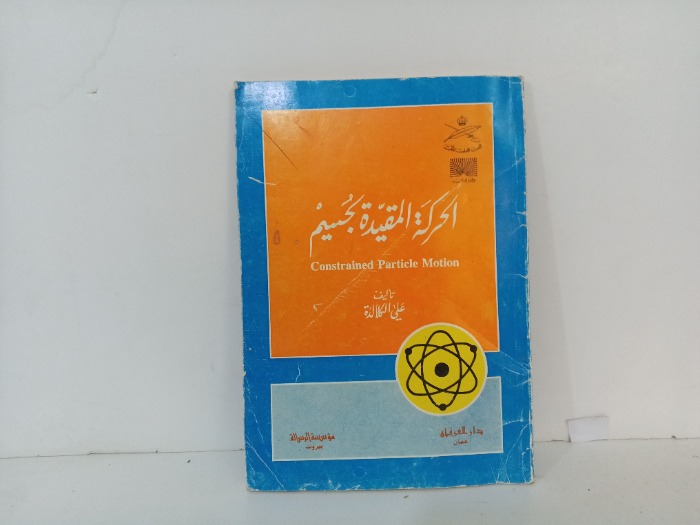 الحركة المقيدة لجسيم
Constrained Particle Motion
تأليف
علي الكلالدة
دار الفرقان
عمان
مؤسسة الرسالة
بيروت